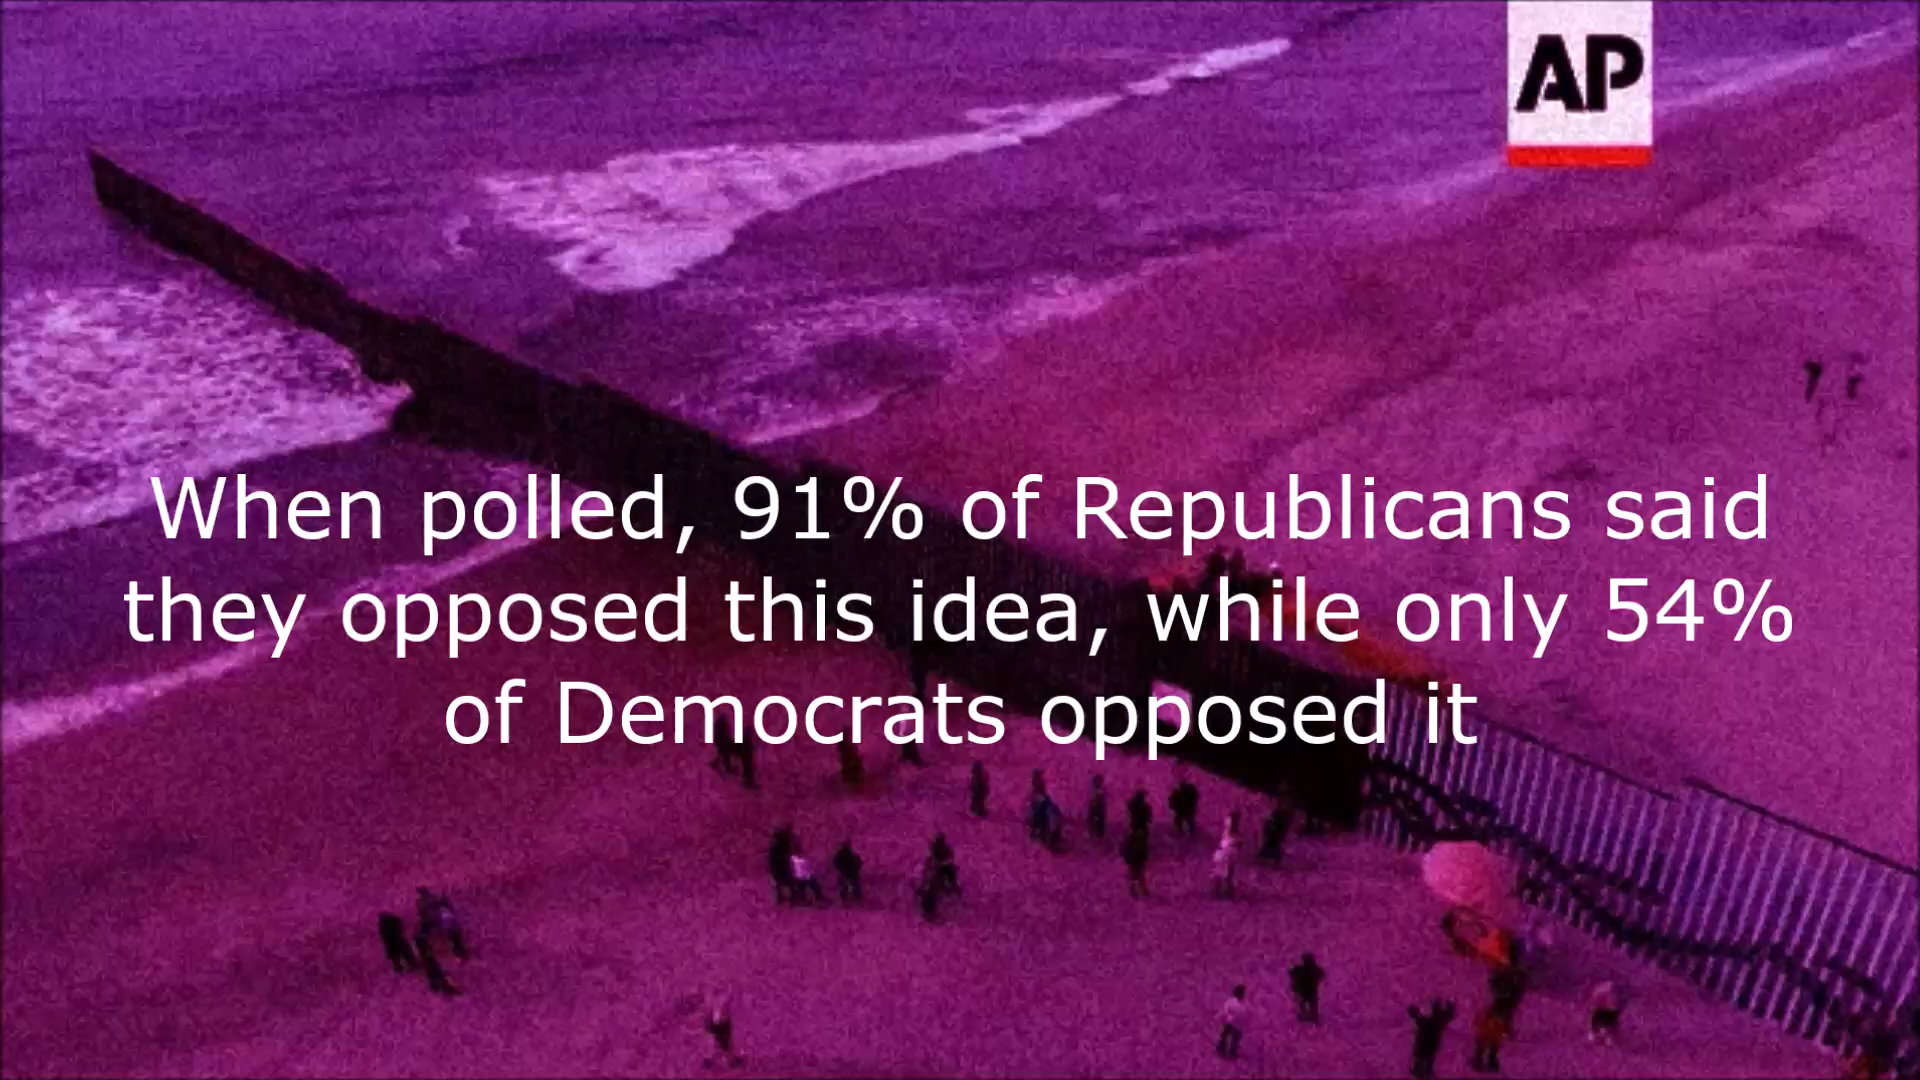 AP
When polled, 91% of Republicans said
they opposed this idea, while only 54%
of Democrats opposed it